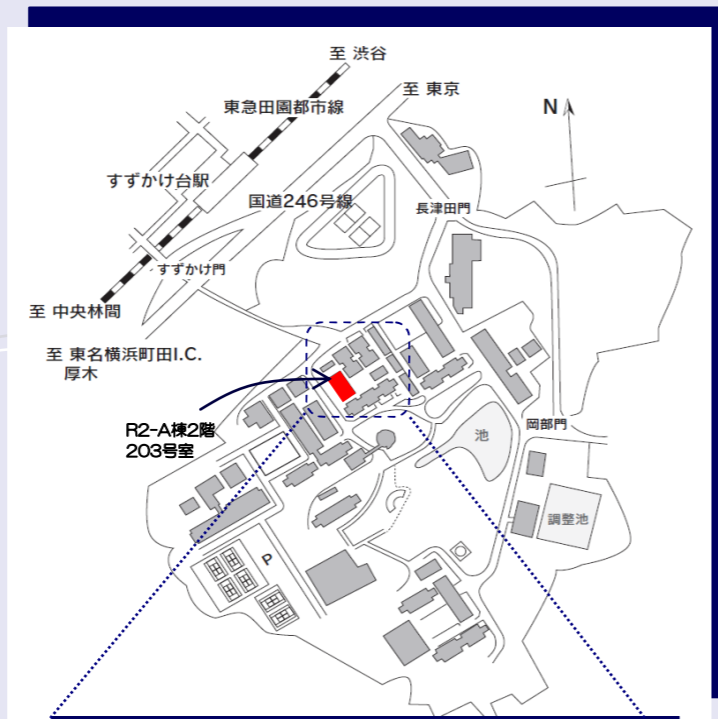 至 渋谷
至 東京
東急田園都市線
N
すずかけ台駅
国道246号線
長津田門
すずかけ門
至 中央林間
至 東名横浜町田I.C.
厚木
R2-A棟2階
203号室
池
岡部門
調整池
P